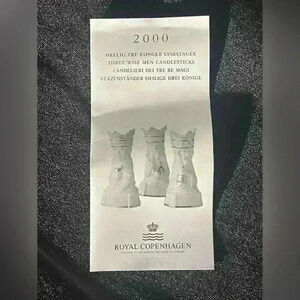 2000
HELLIG TRE KONGER LYSESTAGER
THREE WISE MEN CANDLESTICKS
CANDELIERI DEI TRE RE MAGI
KERZENSTÄNDER HEILIGE DREI KÖNIGE
ROYAL COPENHAGEN